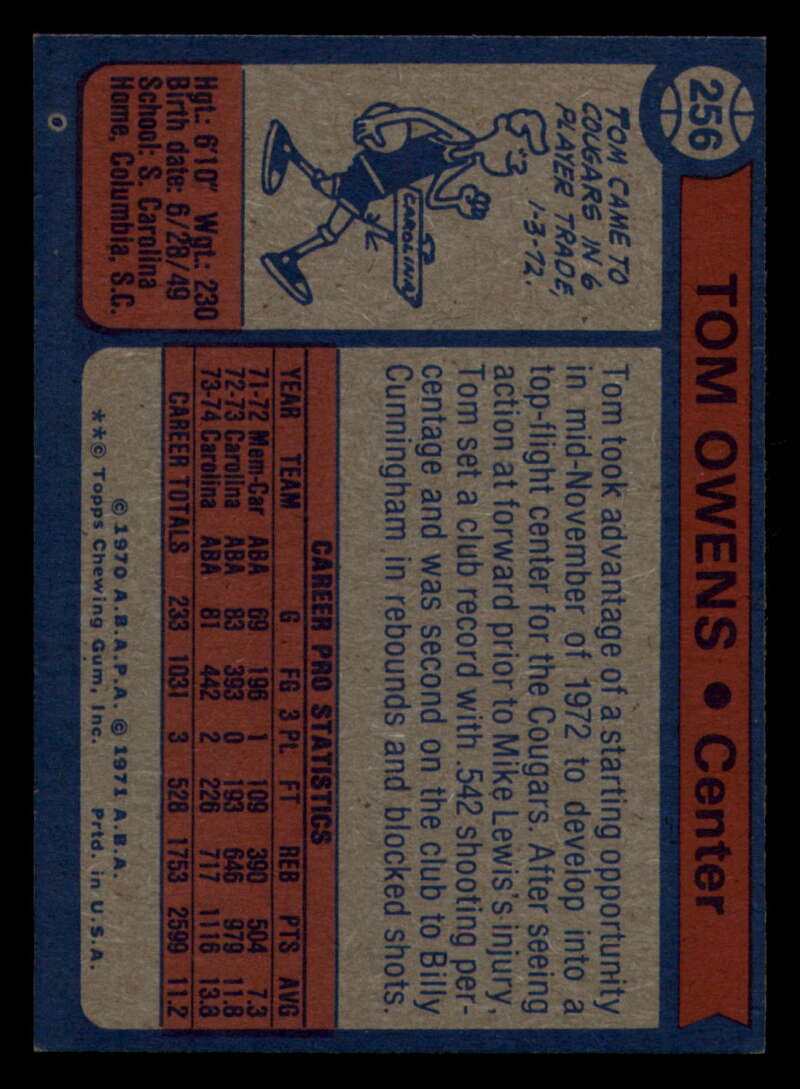 256
TOM OWENS • Center
TOM CAME TO
COUGARS IN 6
PLAYER TRADE,
1-3-72.
CAROLINA
Hgt.: 6'10" Wgt.: 230
Birth date: 6/28/49
School: S. Carolina
Home, Columbia, S.C.
Tom took advantage of a starting opportunity
in mid-November of 1972 to develop into a
top-flight center for the Cougars. After seeing
action at forward prior to Mike Lewis's injury,
Tom set a club record with .542 shooting per-
centage and was second on the club to Billy
Cunningham in rebounds and blocked shots.
CAREER PRO STATISTICS
YEAR TEAM G FG 3 Pt. FT REB PTS AVG
71-72 Mem-Car ABA 69 196 1 109 390 504 7.3
72-73 Carolina ABA 83 393 0 193 646 979 11.8
73-74 Carolina ABA 81 442 2 226 717 1116 13.8
CAREER TOTALS 233 1031 3 528 1753 2599 11.2
© 1970 A.B.A.P.A. © 1971 A.B.A.
**© Topps Chewing Gum, Inc. Prtd. in U.S.A.